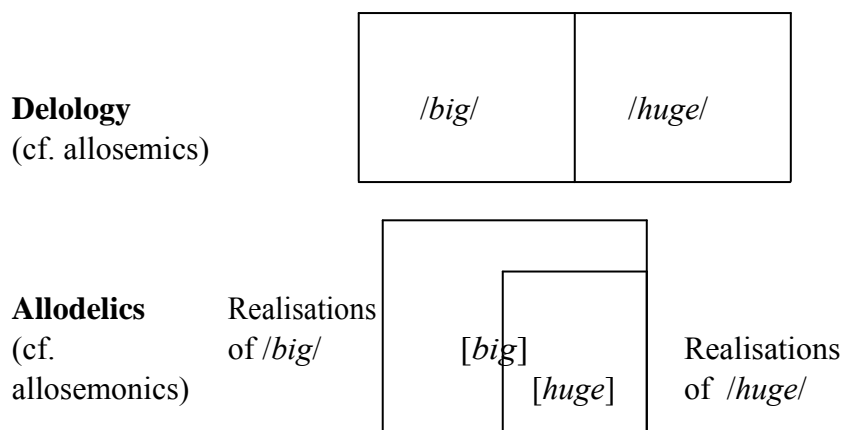 /big/ /huge/
Delology
(cf. allosemics)
Allodelics Realisations
(cf. of /big/ [big] Realisations
allosemonics) [huge] of /huge/